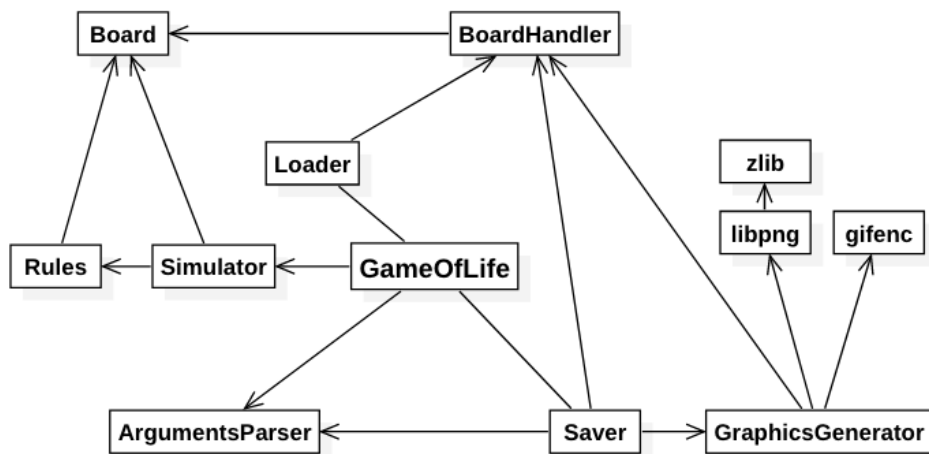 Board
BoardHandler
Loader
zlib
libpng
gifenc
Rules
Simulator
GameOfLife
ArgumentsParser
Saver
GraphicsGenerator